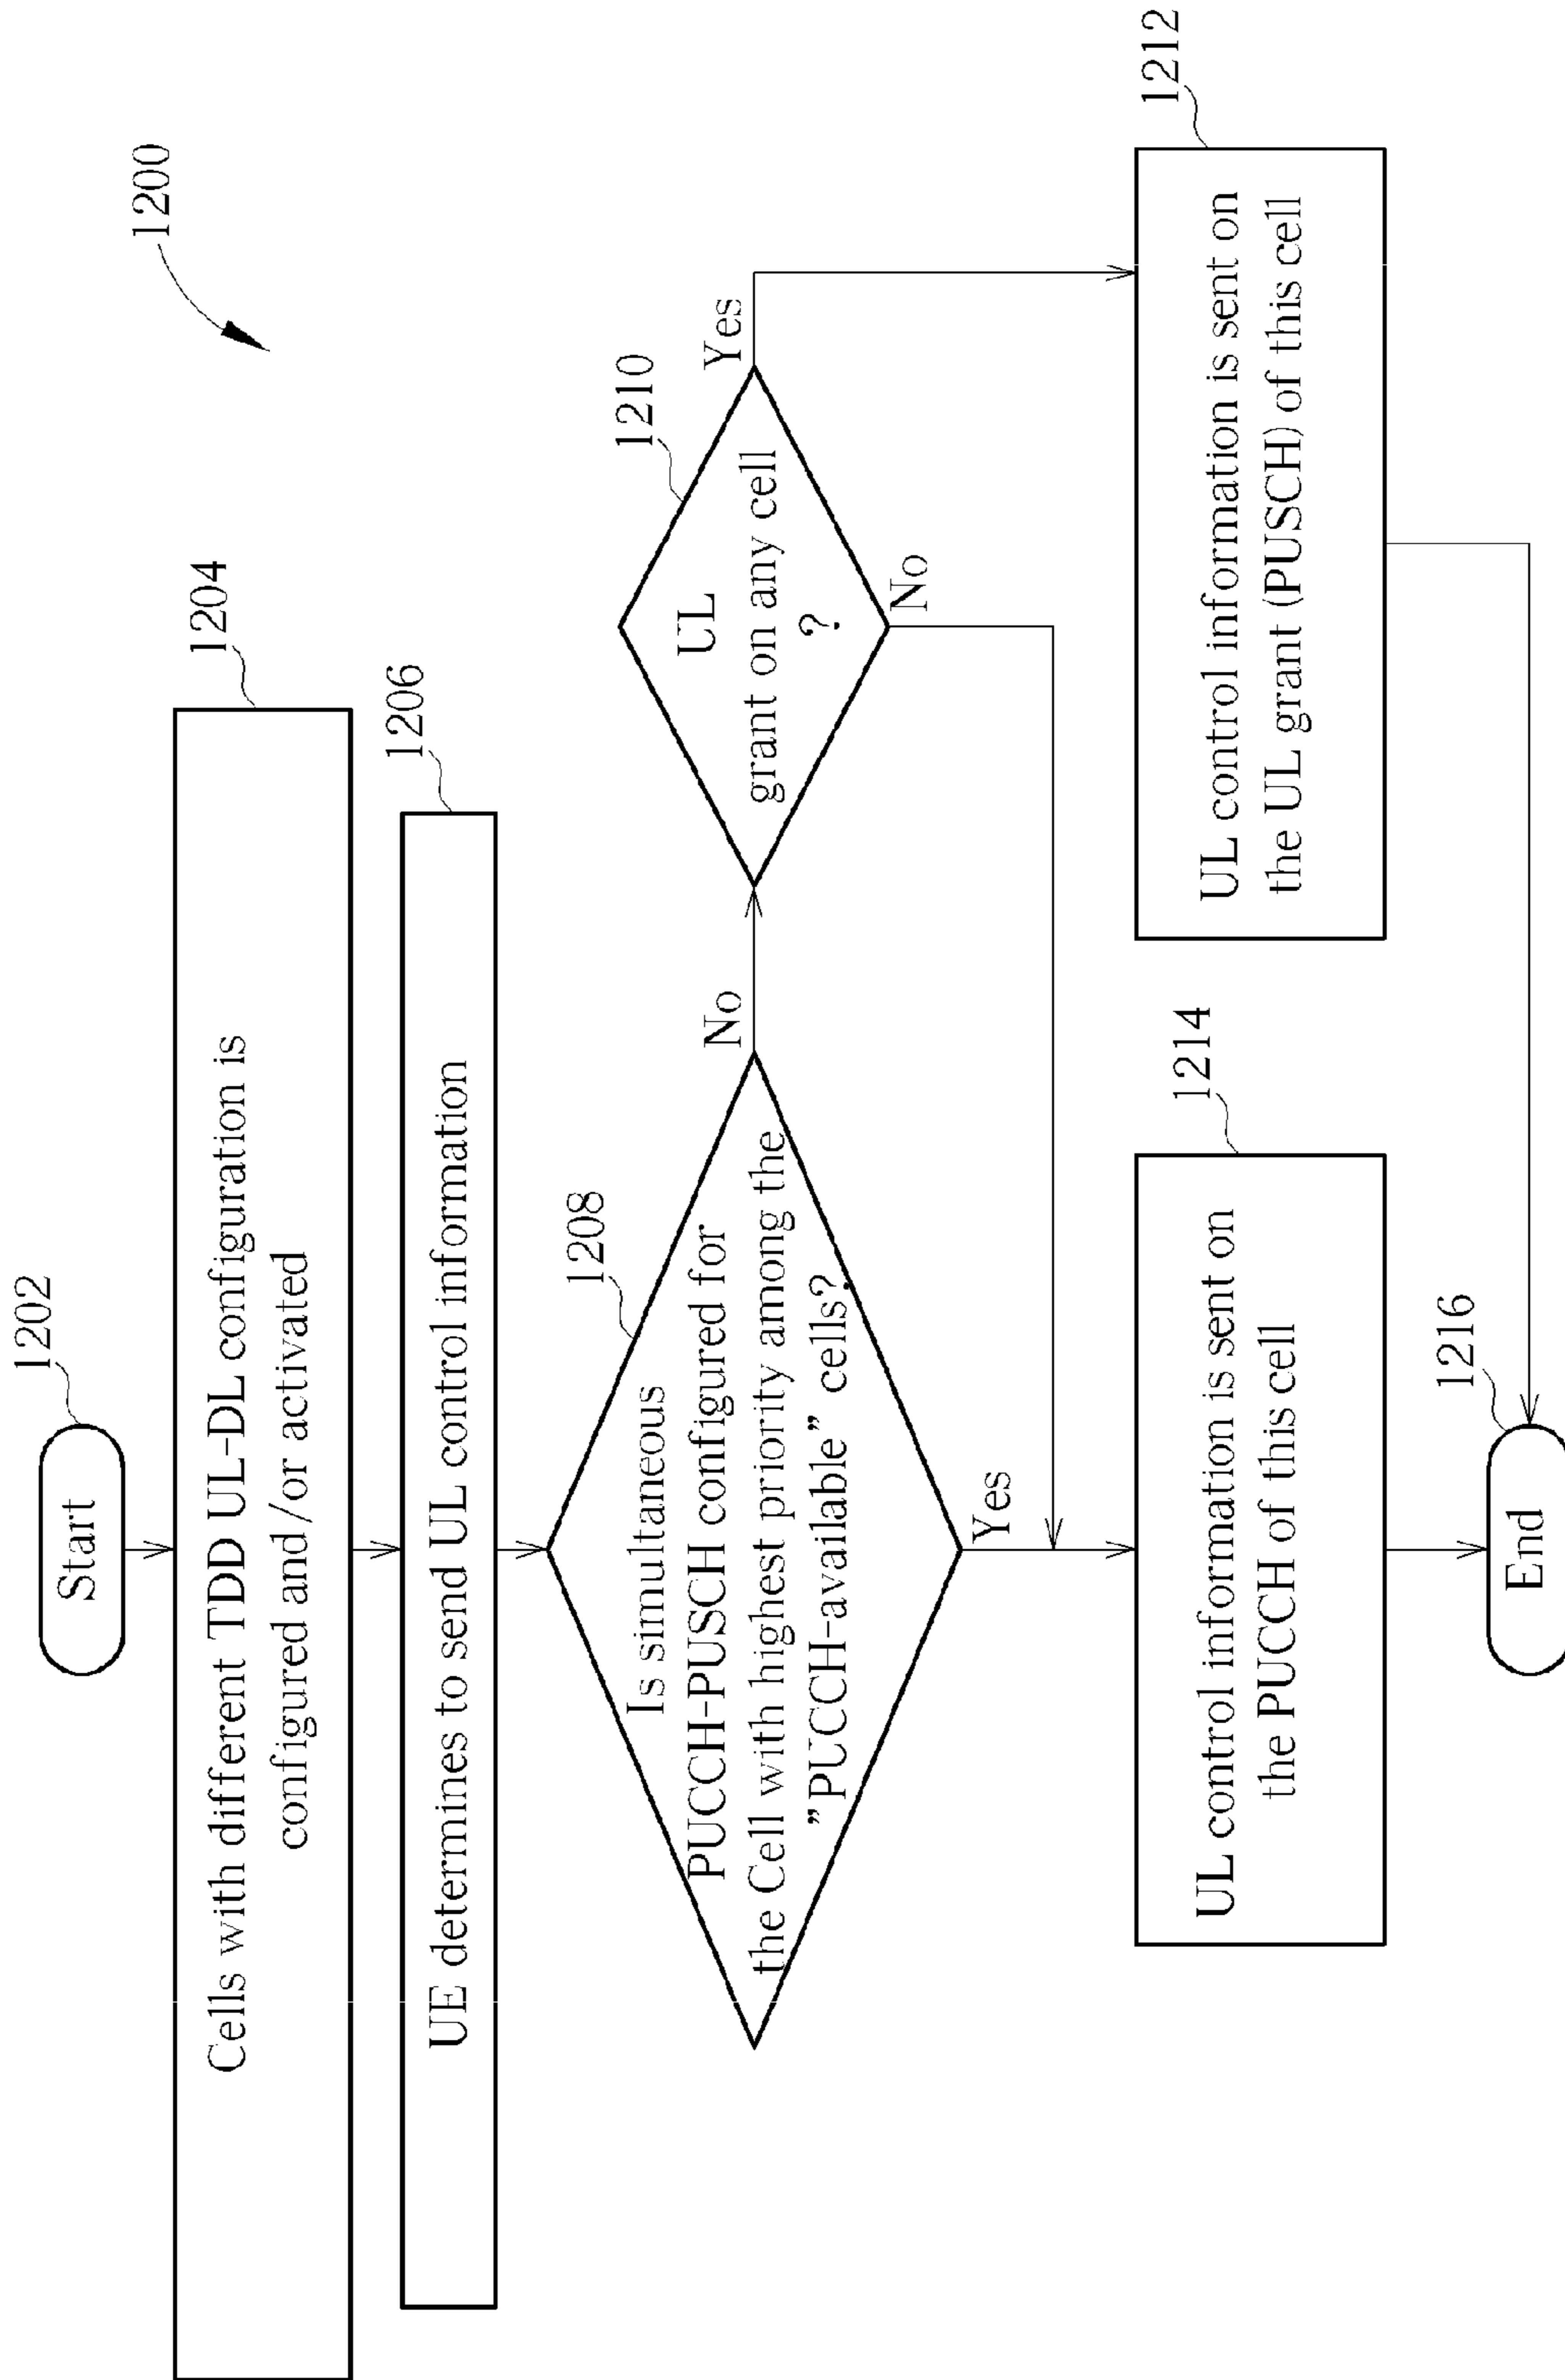 1200
Start
1202
Cells with different TDD UL-DL configuration is
configured and/or activated
1204
UE determines to send UL control information
1206
Is simultaneous
PUCCH-PUSCH configured for
the Cell with highest priority among the
"PUCCH-available" cells?
1208
No
Yes
UL
grant on any cell
?
1210
Yes
No
UL control information is sent on
the PUCCH of this cell
1214
UL control information is sent on
the UL grant (PUSCH) of this cell
1212
End
1216